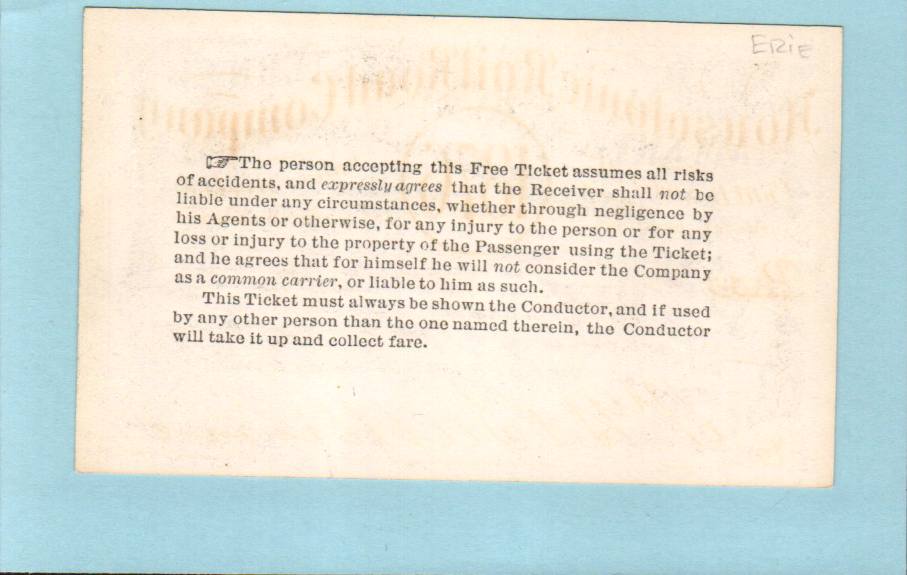 ERIE
☞The person accepting this Free Ticket assumes all risks
of accidents, and expressly agrees that the Receiver shall not be
liable under any circumstances, whether through negligence by
his Agents or otherwise, for any injury to the person or for any
loss or injury to the property of the Passenger using the Ticket;
and he agrees that for himself he will not consider the Company
as a common carrier, or liable to him as such.
This Ticket must always be shown the Conductor, and if used
by any other person than the one named therein, the Conductor
will take it up and collect fare.